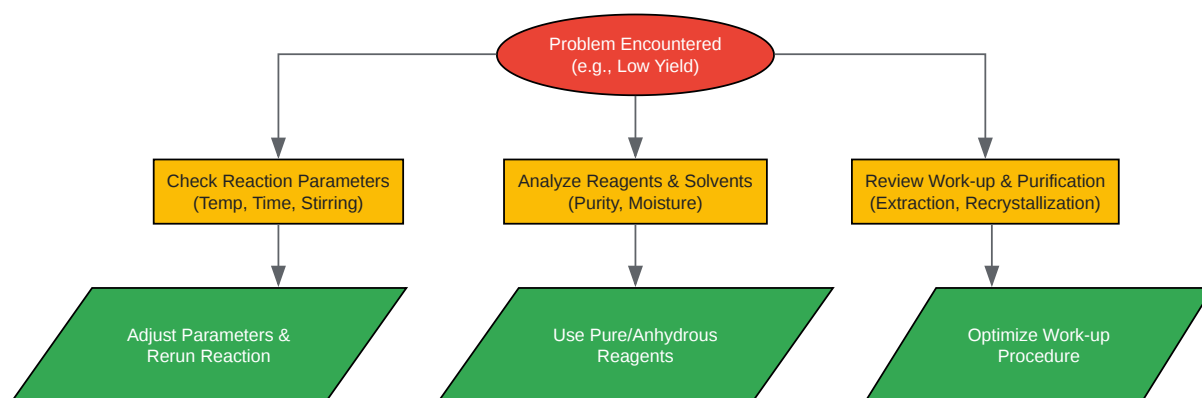 Problem Encountered
(e.g., Low Yield)
Check Reaction Parameters
(Temp, Time, Stirring)
Analyze Reagents & Solvents
(Purity, Moisture)
Review Work-up & Purification
(Extraction, Recrystallization)
Adjust Parameters &
Rerun Reaction
Use Pure/Anhydrous
Reagents
Optimize Work-up
Procedure